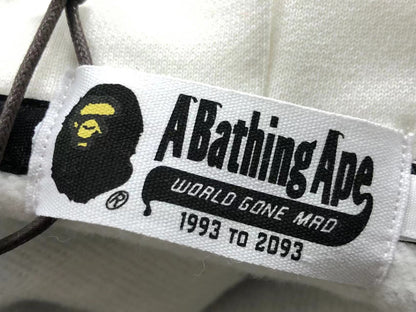 A Bathing Ape
WORLD GONE MAD
1993 TO 2093
®